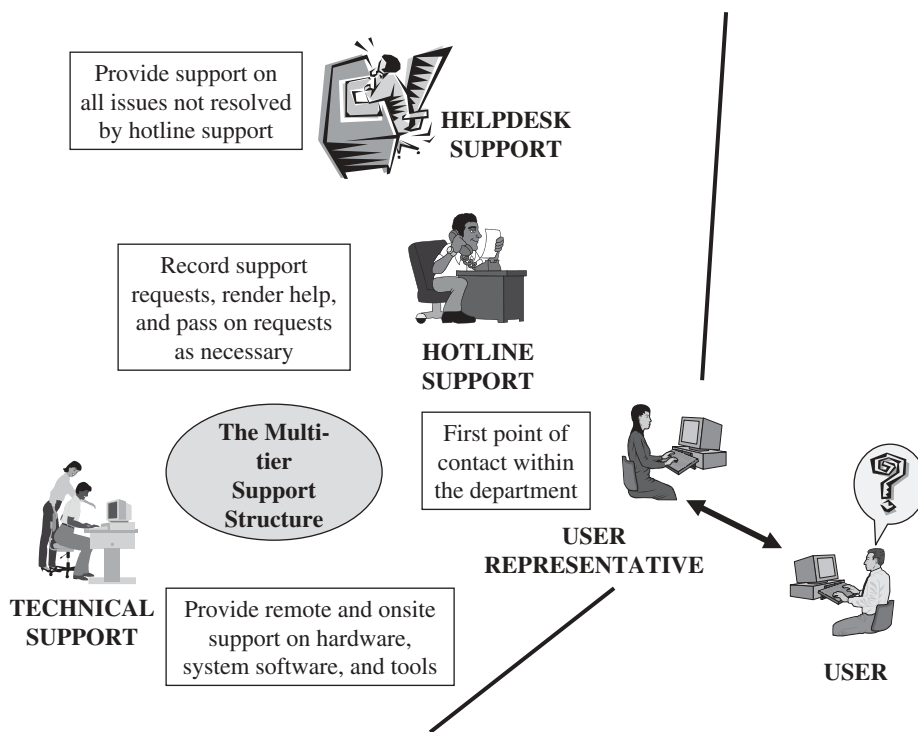 Provide support on
all issues not resolved
by hotline support
HELPDESK
SUPPORT
Record support
requests, render help,
and pass on requests
as necessary
HOTLINE
SUPPORT
The Multi-
tier
Support
Structure
First point of
contact within
the department
USER
REPRESENTATIVE
?
USER
TECHNICAL
SUPPORT
Provide remote and onsite
support on hardware,
system software, and tools